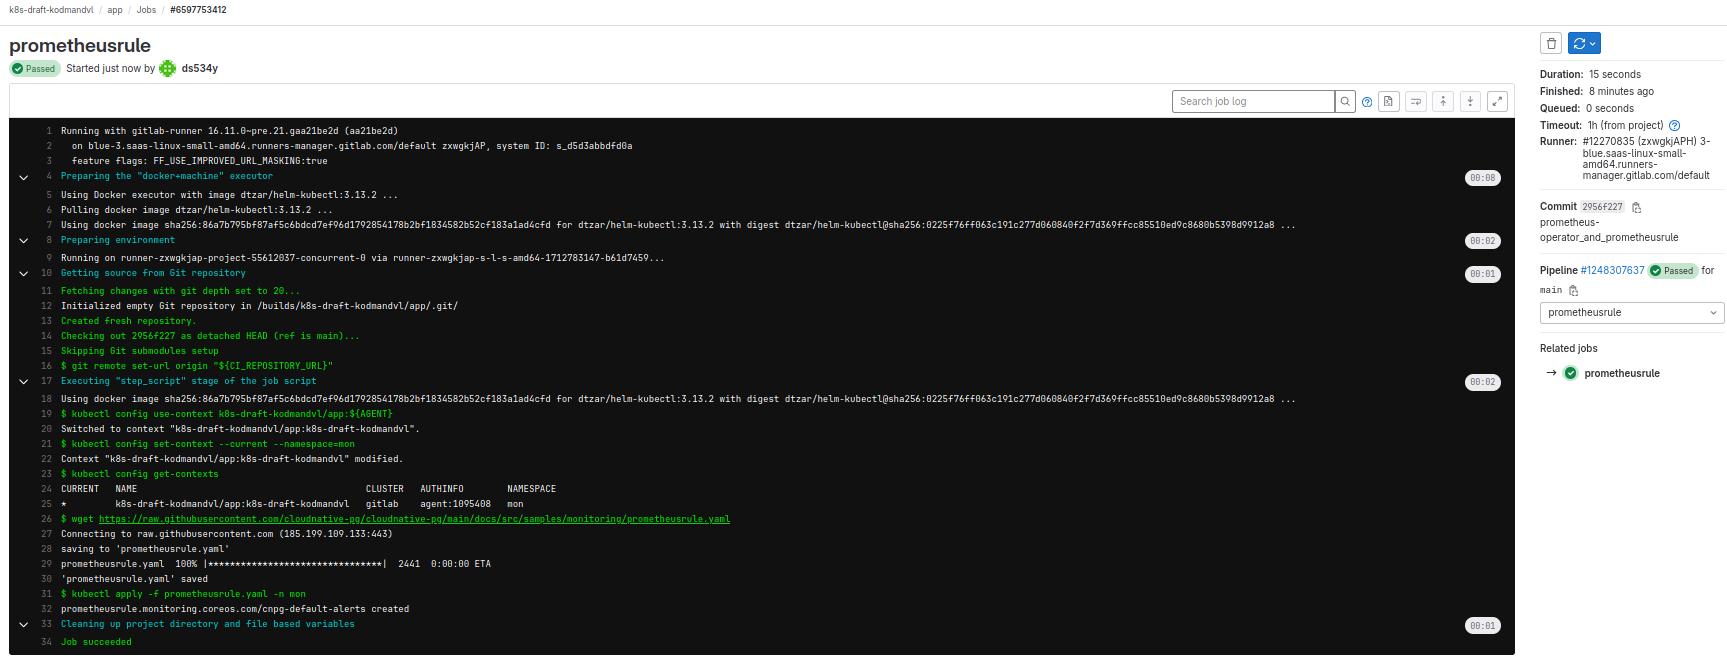 k8s-draft-kodmandvl / app / Jobs / #6597753412
prometheusrule
Passed Started just now by ds534y
Search job log
1 Running with gitlab-runner 16.11.0~pre.21.gaa21be2d (aa21be2d)
2 on blue-3.saas-linux-small-amd64.runners-manager.gitlab.com/default zxwgkjAP, system ID: s_d5d3abbdfd0a
3 feature flags: FF_USE_IMPROVED_URL_MASKING:true
4 Preparing the "docker+machine" executor 00:08
5 Using Docker executor with image dtzar/helm-kubectl:3.13.2 ...
6 Pulling docker image dtzar/helm-kubectl:3.13.2 ...
7 Using docker image sha256:86a7b795bf87af5c6bdcd7ef96d1792854178b2bf1834582b52cf183a1ad4cfd for dtzar/helm-kubectl:3.13.2 with digest dtzar/helm-kubectl@sha256:0225f76ff063c191c277d060840f2f7d369ffcc85510ed9c8680b5398d9912a8 ...
8 Preparing environment 00:02
9 Running on runner-zxwgkjap-project-55612037-concurrent-0 via runner-zxwgkjap-s-l-s-amd64-1712783147-b61d7459...
10 Getting source from Git repository 00:01
11 Fetching changes with git depth set to 20...
12 Initialized empty Git repository in /builds/k8s-draft-kodmandvl/app/.git/
13 Created fresh repository.
14 Checking out 2956f227 as detached HEAD (ref is main)...
15 Skipping Git submodules setup
16 $ git remote set-url origin "${CI_REPOSITORY_URL}"
17 Executing "step_script" stage of the job script 00:02
18 Using docker image sha256:86a7b795bf87af5c6bdcd7ef96d1792854178b2bf1834582b52cf183a1ad4cfd for dtzar/helm-kubectl:3.13.2 with digest dtzar/helm-kubectl@sha256:0225f76ff063c191c277d060840f2f7d369ffcc85510ed9c8680b5398d9912a8 ...
19 $ kubectl config use-context k8s-draft-kodmandvl/app:${AGENT}
20 Switched to context "k8s-draft-kodmandvl/app:k8s-draft-kodmandvl".
21 $ kubectl config set-context --current --namespace=mon
22 Context "k8s-draft-kodmandvl/app:k8s-draft-kodmandvl" modified.
23 $ kubectl config get-contexts
24 CURRENT NAME CLUSTER AUTHINFO NAMESPACE
25 * k8s-draft-kodmandvl/app:k8s-draft-kodmandvl gitlab agent:1095408 mon
26 $ wget https://raw.githubusercontent.com/cloudnative-pg/cloudnative-pg/main/docs/src/samples/monitoring/prometheusrule.yaml
27 Connecting to raw.githubusercontent.com (185.199.109.133:443)
28 saving to 'prometheusrule.yaml'
29 prometheusrule.yaml 100% |********************************| 2441 0:00:00 ETA
30 'prometheusrule.yaml' saved
31 $ kubectl apply -f prometheusrule.yaml -n mon
32 prometheusrule.monitoring.coreos.com/cnpg-default-alerts created
33 Cleaning up project directory and file based variables 00:01
34 Job succeeded
Duration: 15 seconds
Finished: 8 minutes ago
Queued: 0 seconds
Timeout: 1h (from project)
Runner: #12270835 (zxwgkjAPH) 3-
blue.saas-linux-small-
amd64.runners-
manager.gitlab.com/default
Commit 2956f227
prometheus-
operator_and_prometheusrule
Pipeline #1248307637 Passed for
main
prometheusrule
Related jobs
→ prometheusrule